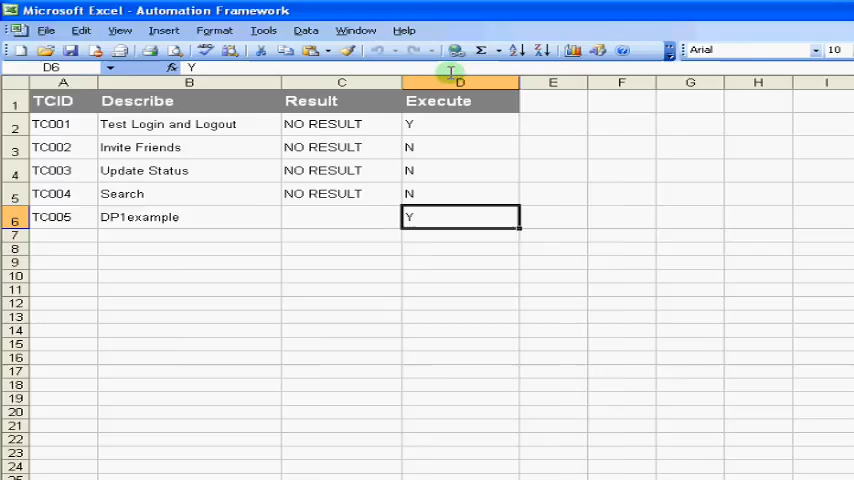 Microsoft Excel - Automation Framework
File Edit View Insert Format Tools Data Window Help
Arial 10
D6 fx Y
A B C D E F G H I
1 TCID Describe Result Execute
2 TC001 Test Login and Logout NO RESULT Y
3 TC002 Invite Friends NO RESULT N
4 TC003 Update Status NO RESULT N
5 TC004 Search NO RESULT N
6 TC005 DP1example Y
7
8
9
10
11
12
13
14
15
16
17
18
19
20
21
22
23
24